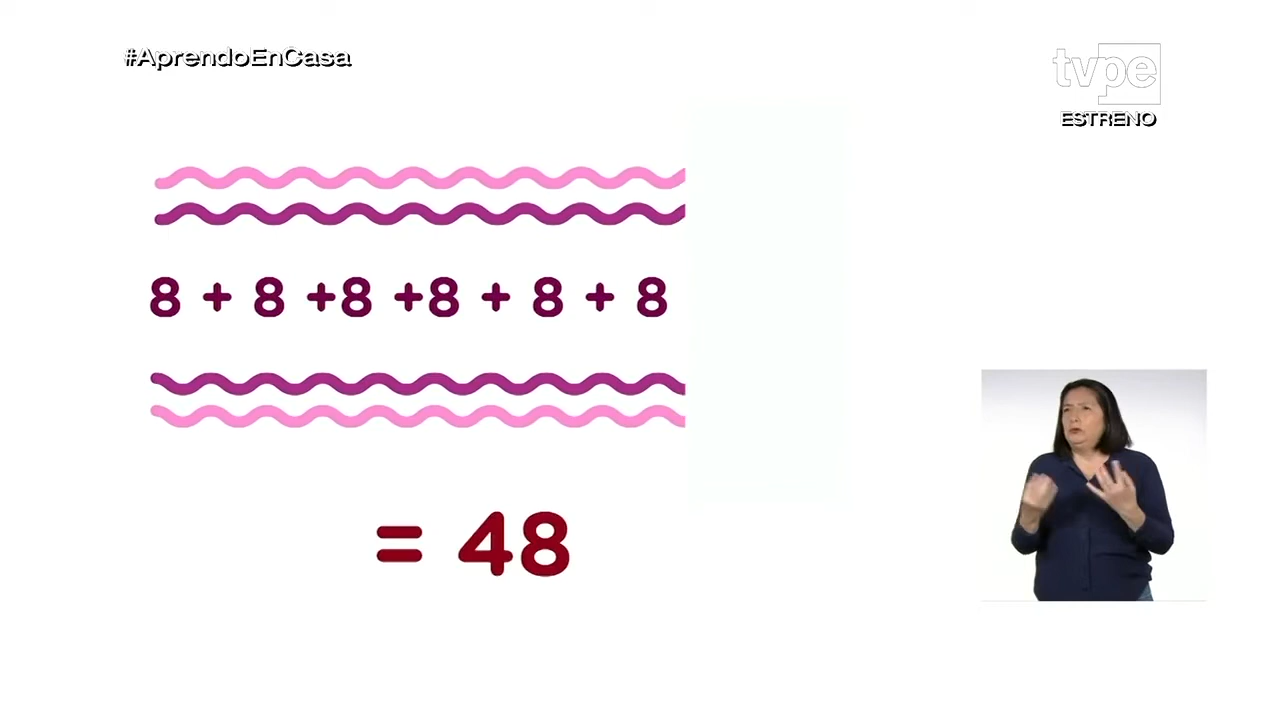 #AprendoEnCasa
tvpe
ESTRENO
8 + 8 +8 +8 + 8 + 8
= 48